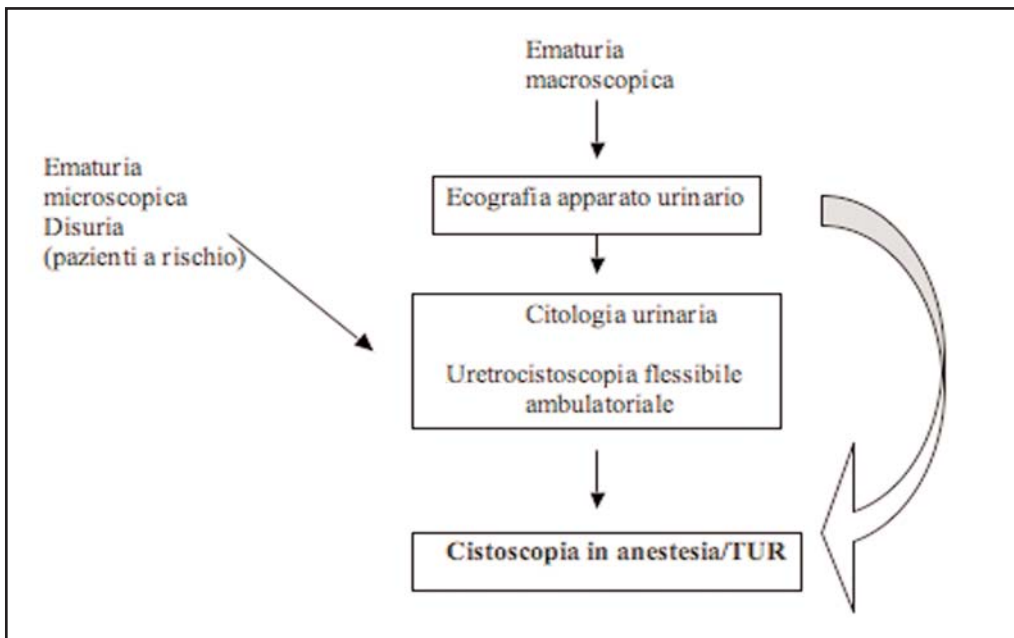 Ematuria
macroscopica
Ematuria
microscopica
Disuria
(pazienti a rischio)
Ecografia apparato urinario
Citologia urinaria
Uretrocistoscopia flessibile
ambulatoriale
Cistoscopia in anestesia/TUR